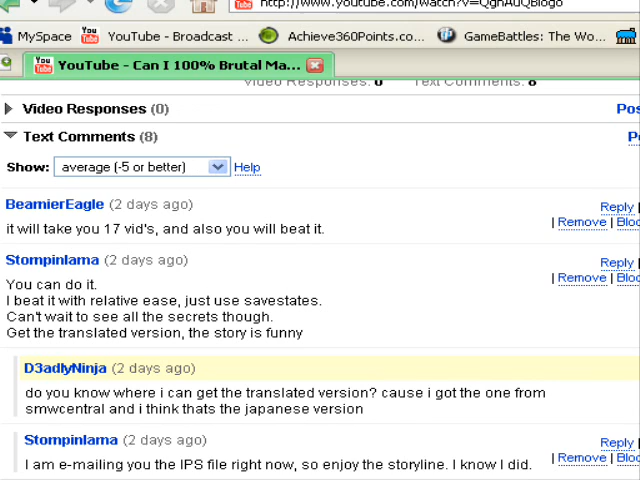 http://www.youtube.com/watch?v=QghAuQBlogo
MySpace YouTube - Broadcast ... Achieve360Points.co... GameBattles: The Wo...
YouTube - Can I 100% Brutal Ma...
Video Responses: 0 Text Comments: 8
Video Responses (0) Pos
Text Comments (8) P
Show: average (-5 or better) Help
BeamierEagle (2 days ago) Reply |
it will take you 17 vid's, and also you will beat it. | Remove | Bloc
Stompinlama (2 days ago) Reply |
| Remove | Bloc
You can do it.
I beat it with relative ease, just use savestates.
Can't wait to see all the secrets though.
Get the translated version, the story is funny
D3adlyNinja (2 days ago)
do you know where i can get the translated version? cause i got the one from
smwcentral and i think thats the japanese version
Stompinlama (2 days ago) Reply |
I am e-mailing you the IPS file right now, so enjoy the storyline. I know I did. | Remove | Bloc